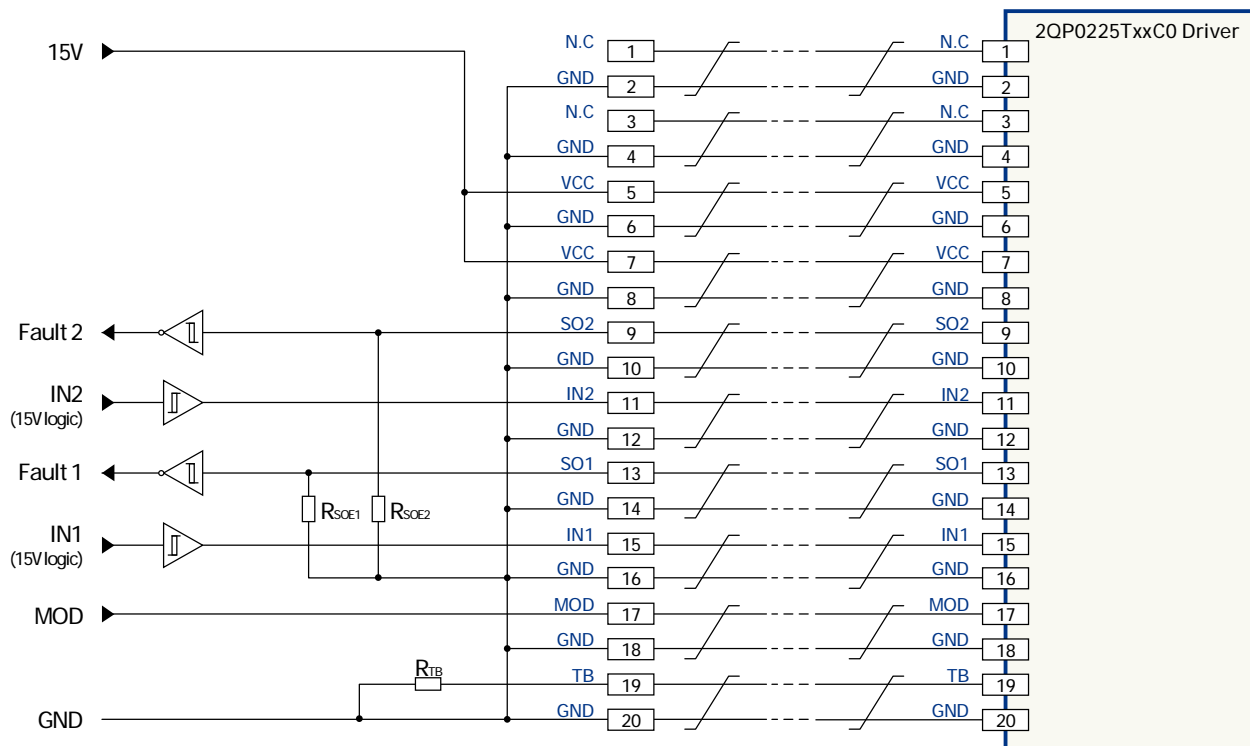 2QP0225TxxC0 Driver
15V
N.C 1 N.C 1
GND 2 GND 2
N.C 3 N.C 3
GND 4 GND 4
VCC 5 VCC 5
GND 6 GND 6
VCC 7 VCC 7
GND 8 GND 8
Fault 2 SO2 9 SO2 9
GND 10 GND 10
IN2 IN2 11 IN2 11
(15V logic)
GND 12 GND 12
Fault 1 SO1 13 SO1 13
RSOE1 RSOE2 GND 14 GND 14
IN1 IN1 15 IN1 15
(15V logic)
GND 16 GND 16
MOD MOD 17 MOD 17
GND 18 GND 18
RTB TB 19 TB 19
GND GND 20 GND 20